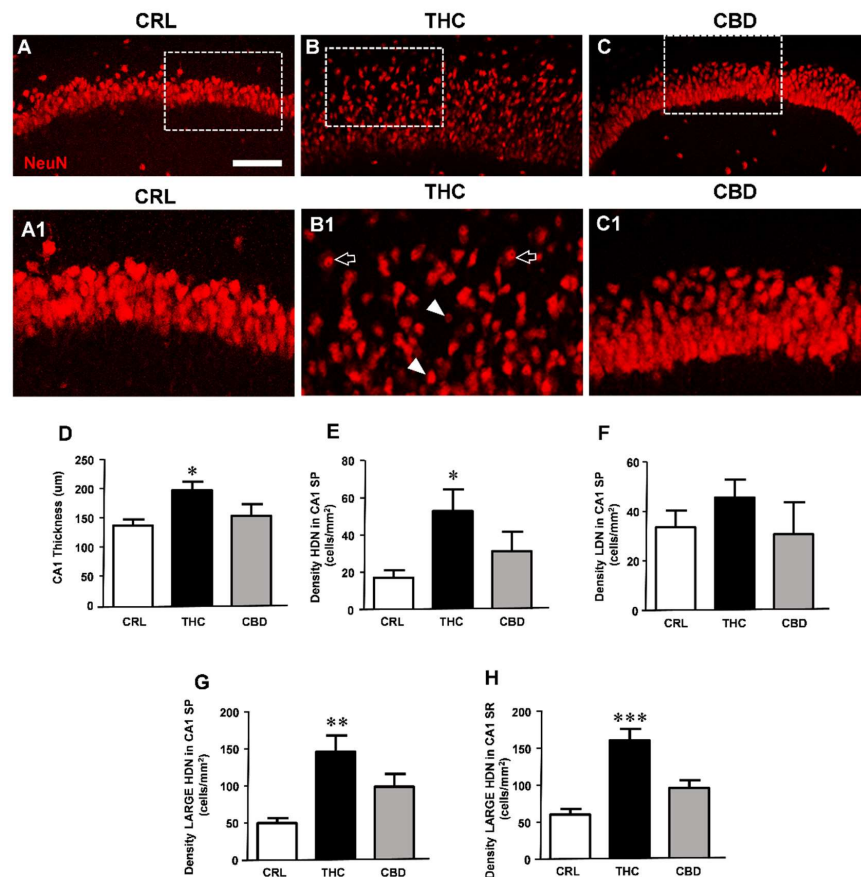 CRL THC CBD
A B C
NeuN
CRL THC CBD
A1 B1 C1
D
CA1 Thickness (um)
250
200
150
100
50
0
*
CRL THC CBD
E
Density HDN in CA1 SP
(cells/mm²)
60
40
20
0
*
CRL THC CBD
F
Density LDN in CA1 SP
(cells/mm²)
60
40
20
0
CRL THC CBD
G
Density LARGE HDN in CA1 SP
(cells/mm²)
200
150
100
50
0
**
CRL THC CBD
H
Density LARGE HDN in CA1 SR
(cells/mm²)
200
150
100
50
0
***
CRL THC CBD